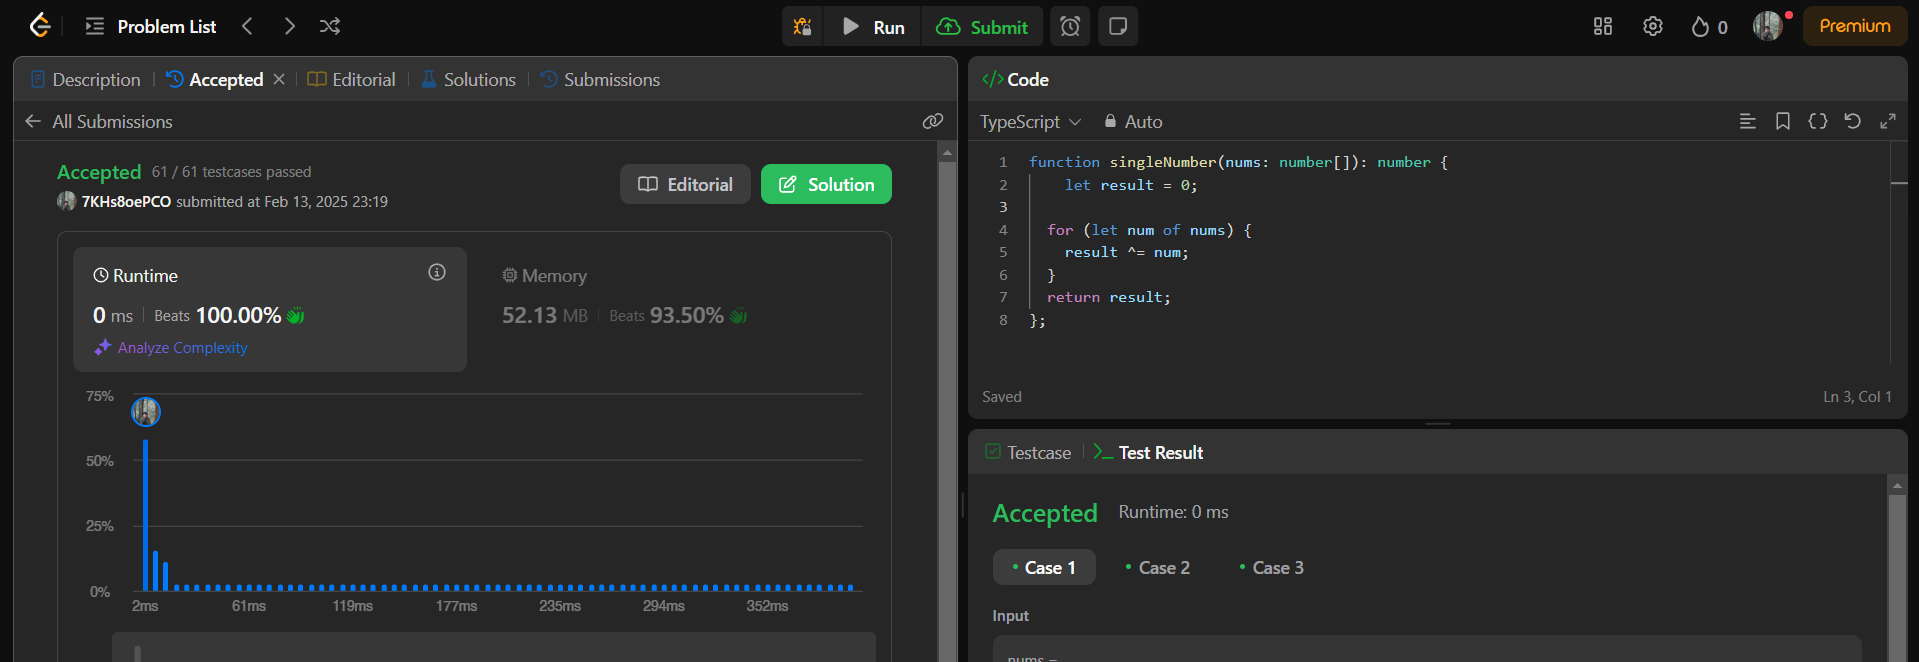 Problem List
Run
Submit
0
Premium
Description
Accepted
Editorial
Solutions
Submissions
All Submissions
Accepted 61 / 61 testcases passed
7KHs8oePCO submitted at Feb 13, 2025 23:19
Editorial
Solution
Runtime
0 ms Beats 100.00%
Analyze Complexity
Memory
52.13 MB Beats 93.50%
75%
50%
25%
0%
2ms 61ms 119ms 177ms 235ms 294ms 352ms
</> Code
TypeScript
Auto
1 function singleNumber(nums: number[]): number {
2     let result = 0;
3
4   for (let num of nums) {
5     result ^= num;
6   }
7   return result;
8 };
Saved
Ln 3, Col 1
Testcase
Test Result
Accepted Runtime: 0 ms
Case 1
Case 2
Case 3
Input
nums =